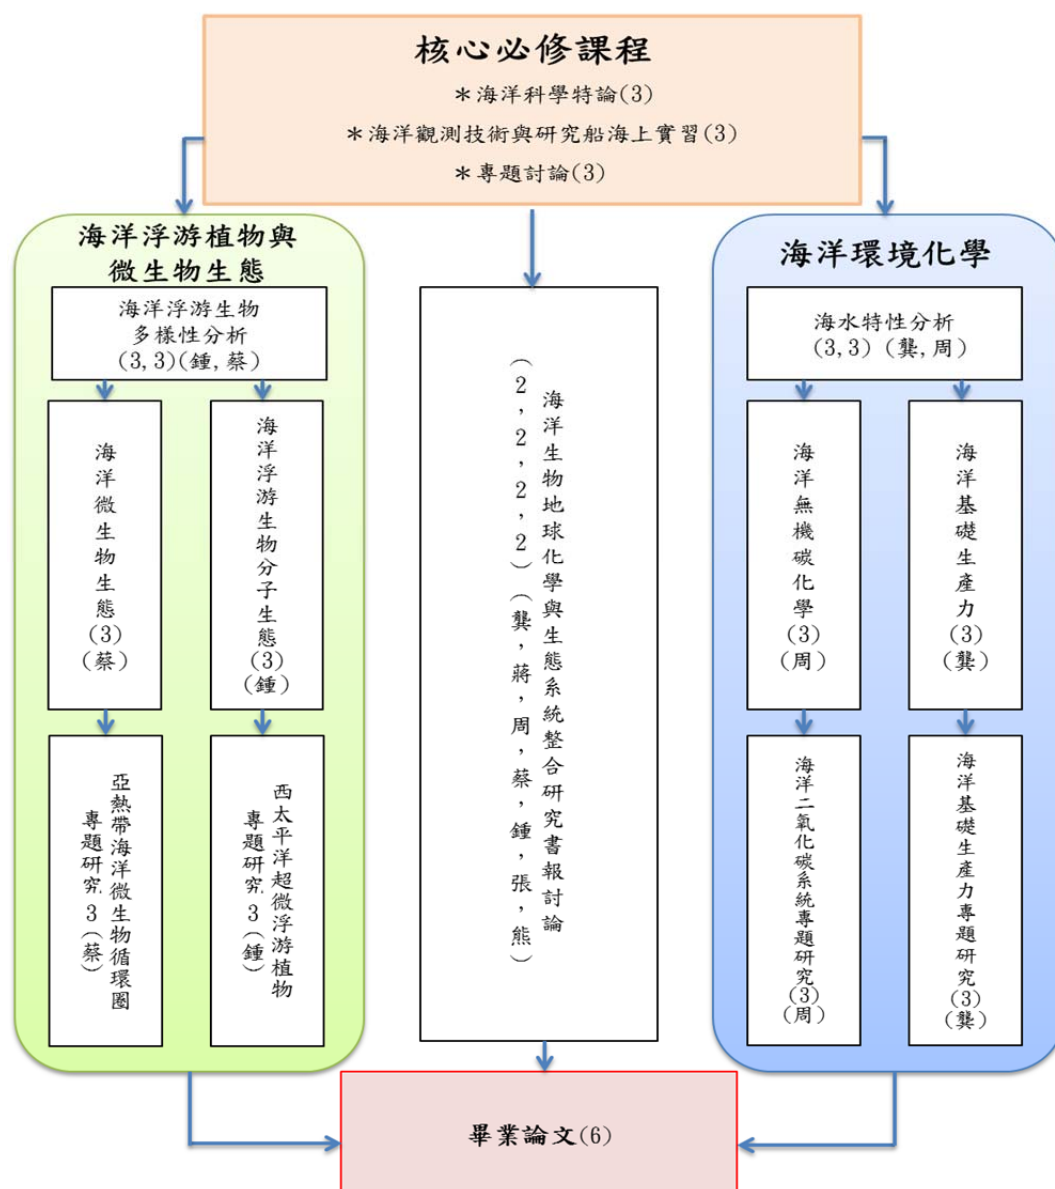 核心必修課程
＊海洋科學特論(3)
＊海洋觀測技術與研究船海上實習(3)
＊專題討論(3)
海洋浮游植物與
微生物生態
海洋浮游生物
多樣性分析
(3,3)(鍾,蔡)
海洋微生物生態(3)(蔡)
海洋浮游生物分子生態(3)(鍾)
亞熱帶海洋微生物循環圈
專題研究3(蔡)
西太平洋超微浮游植物
專題研究3(鍾)
海洋生物地球化學與生態系統整合研究書報討論
(2,2,2,2)(龔,蔣,周,蔡,鍾,張,熊)
海洋環境化學
海水特性分析
(3,3)(龔,周)
海洋無機碳化學(3)(周)
海洋基礎生產力(3)(龔)
海洋二氧化碳系統專題研究(3)(周)
海洋基礎生產力專題研究(3)(龔)
畢業論文(6)